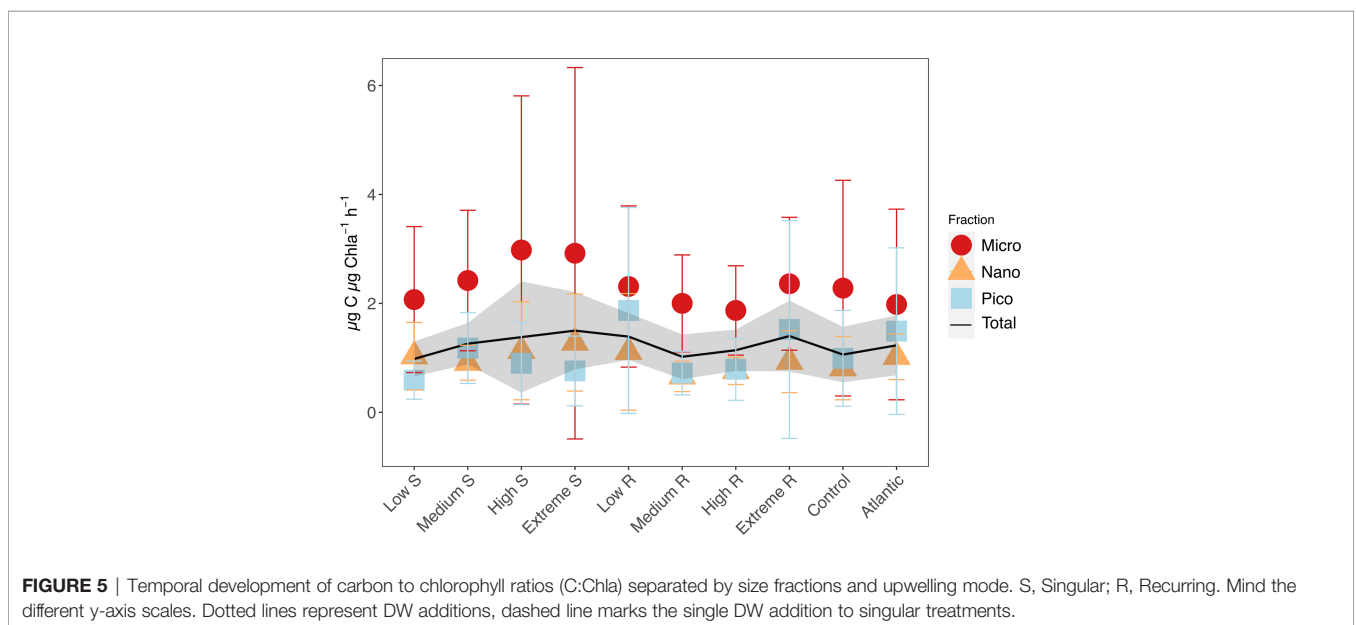 6
4
2
0
µg C µg Chla⁻¹ h⁻¹
Low S
Medium S
High S
Extreme S
Low R
Medium R
High R
Extreme R
Control
Atlantic
Fraction
Micro
Nano
Pico
Total
FIGURE 5 | Temporal development of carbon to chlorophyll ratios (C:Chla) separated by size fractions and upwelling mode. S, Singular; R, Recurring. Mind the
different y-axis scales. Dotted lines represent DW additions, dashed line marks the single DW addition to singular treatments.